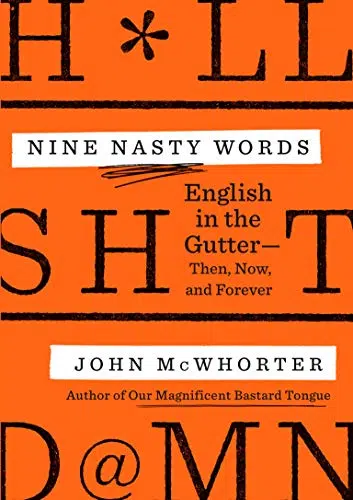 H*LL
NINE NASTY WORDS
English
in the
Gutter—
Then, Now,
and Forever
SH T
JOHN McWHORTER
Author of Our Magnificent Bastard Tongue
D@MN